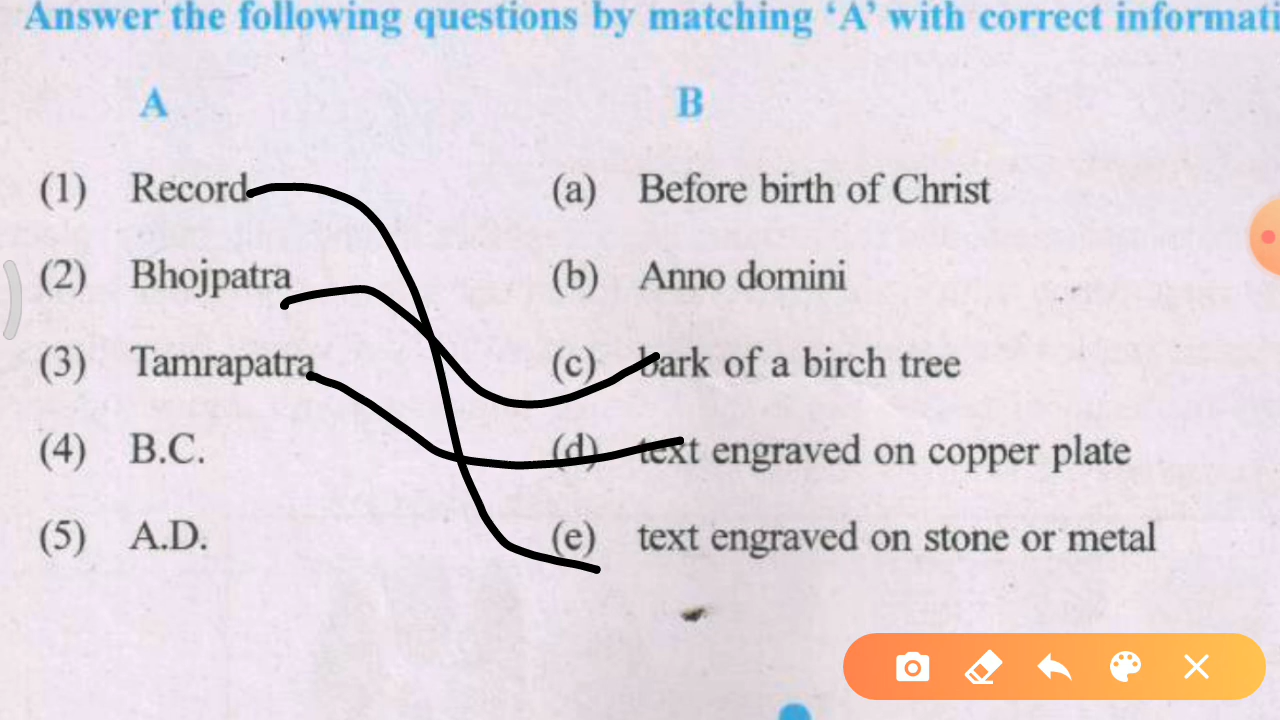 Answer the following questions by matching ‘A’ with correct informati
A B
(1) Record (a) Before birth of Christ
(2) Bhojpatra (b) Anno domini
(3) Tamrapatra (c) bark of a birch tree
(4) B.C. (d) text engraved on copper plate
(5) A.D. (e) text engraved on stone or metal